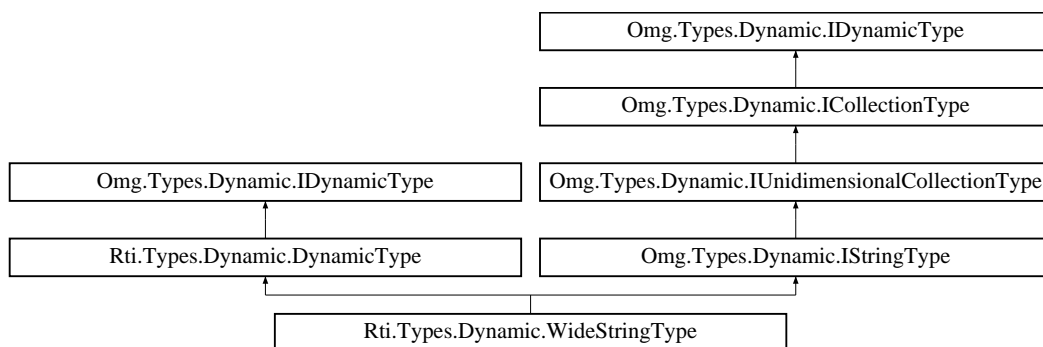 Omg.Types.Dynamic.IDynamicType
Omg.Types.Dynamic.ICollectionType
Omg.Types.Dynamic.IDynamicType
Omg.Types.Dynamic.IUnidimensionalCollectionType
Rti.Types.Dynamic.DynamicType
Omg.Types.Dynamic.IStringType
Rti.Types.Dynamic.WideStringType